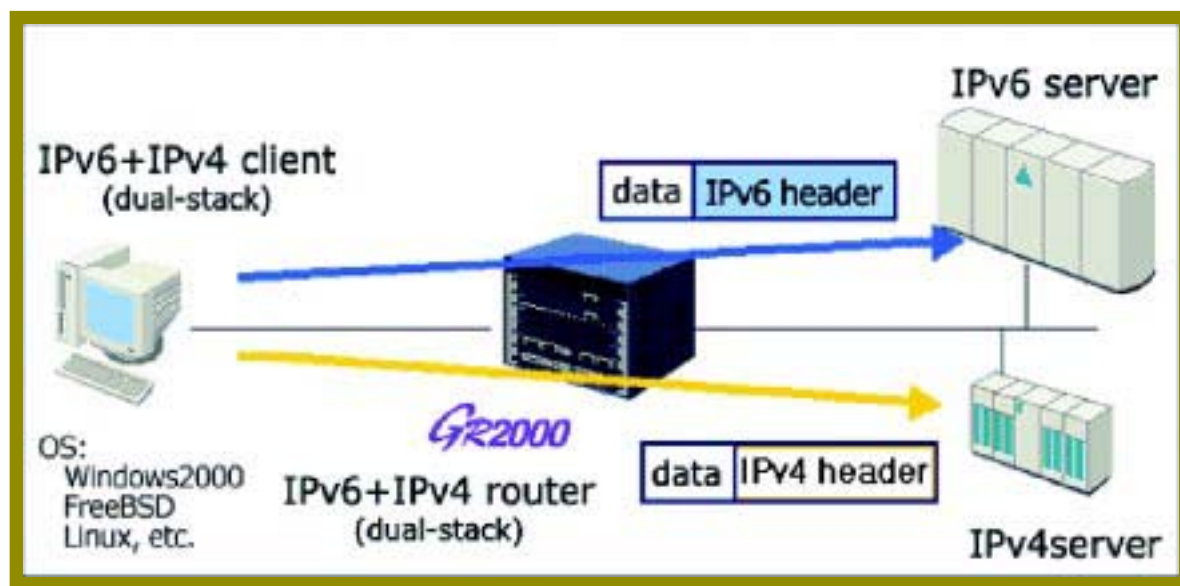 IPv6 server
IPv6+IPv4 client
(dual-stack)
data IPv6 header
GR2000
OS:
Windows2000
FreeBSD
Linux, etc.
IPv6+IPv4 router
(dual-stack)
data IPv4 header
IPv4server